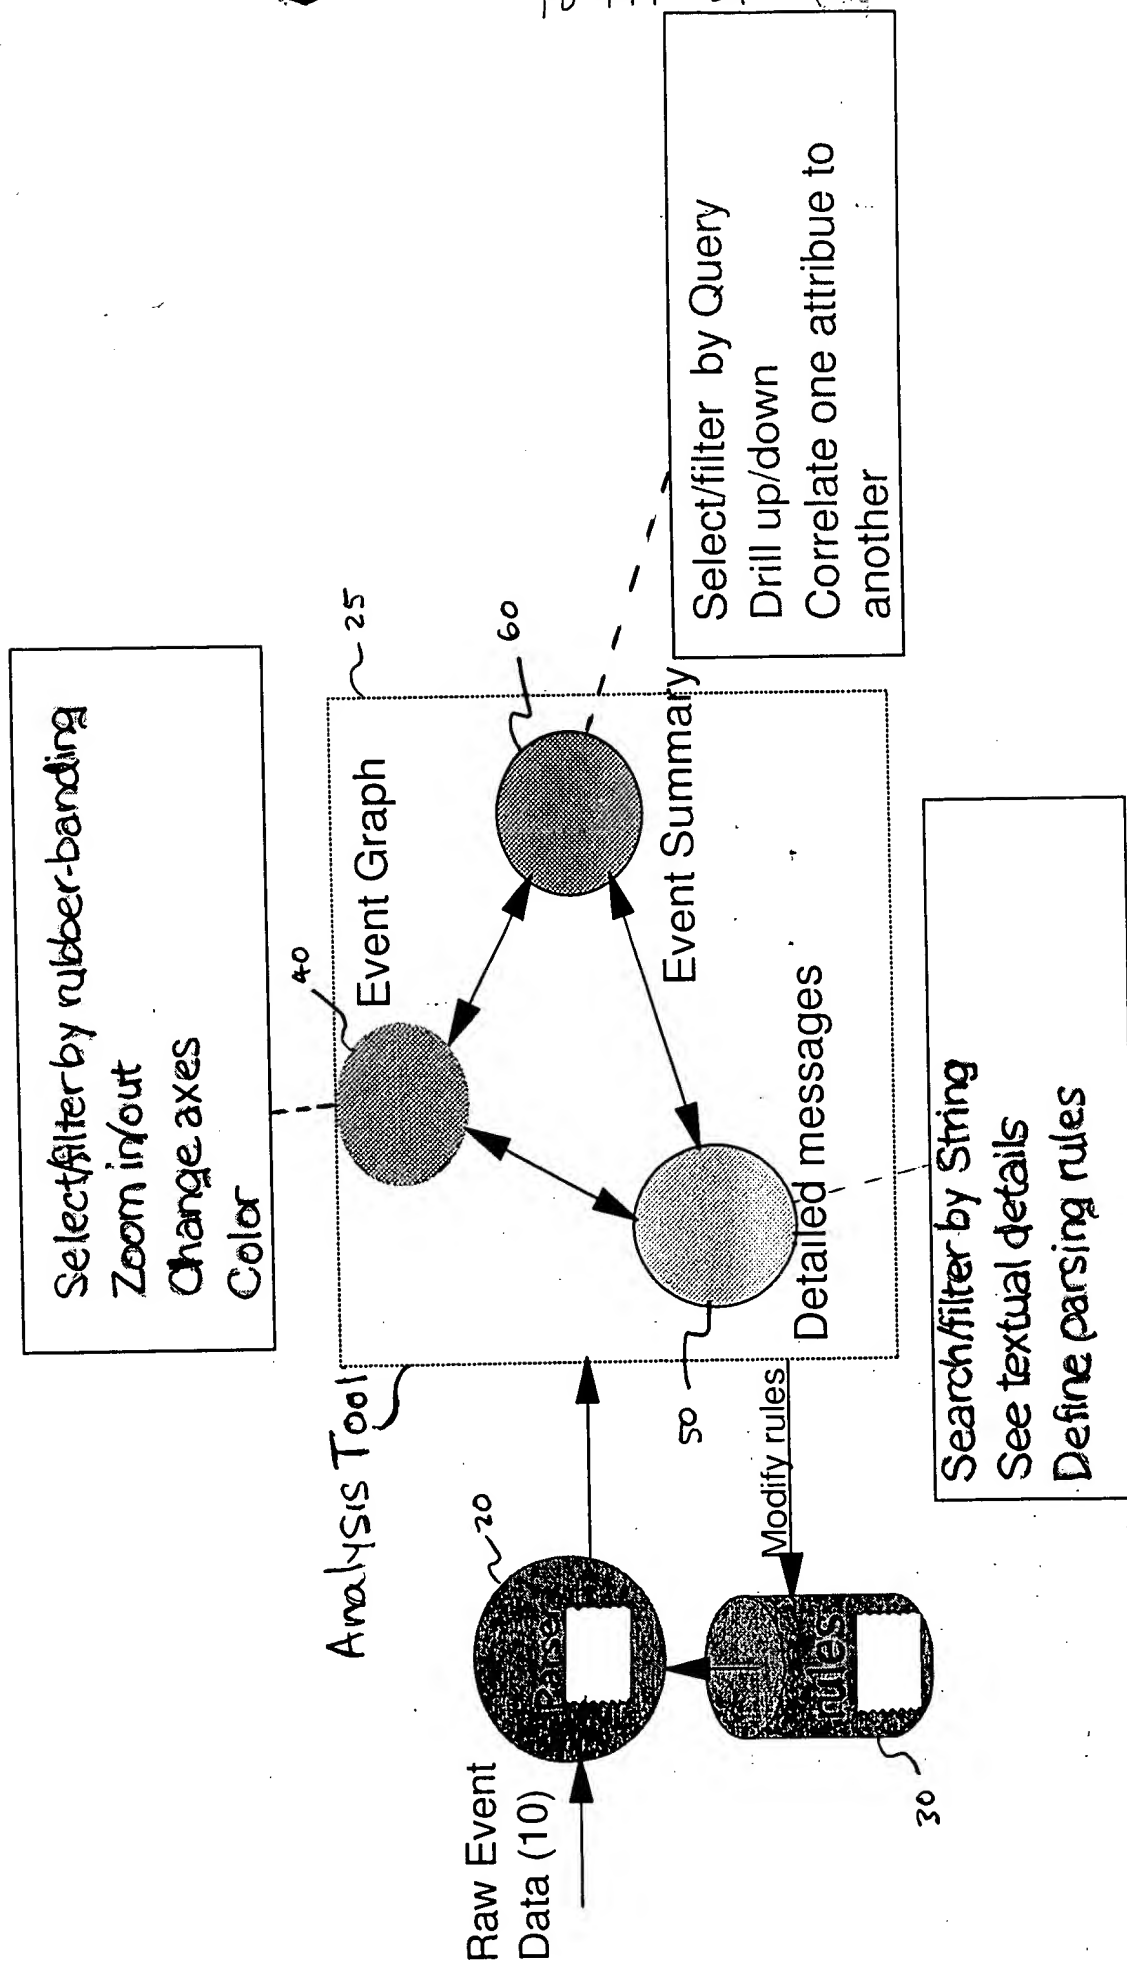 Select/filter by rubber-banding
Zoom in/out
Change axes
Color
Analysis Tool
25
40
Event Graph
60
Event Summary
50
Detailed messages
Raw Event
Data (10)
20
Parser
rules
30
Modify rules
Select/filter by Query
Drill up/down
Correlate one attribue to
another
Search/filter by String
See textual details
Define parsing rules